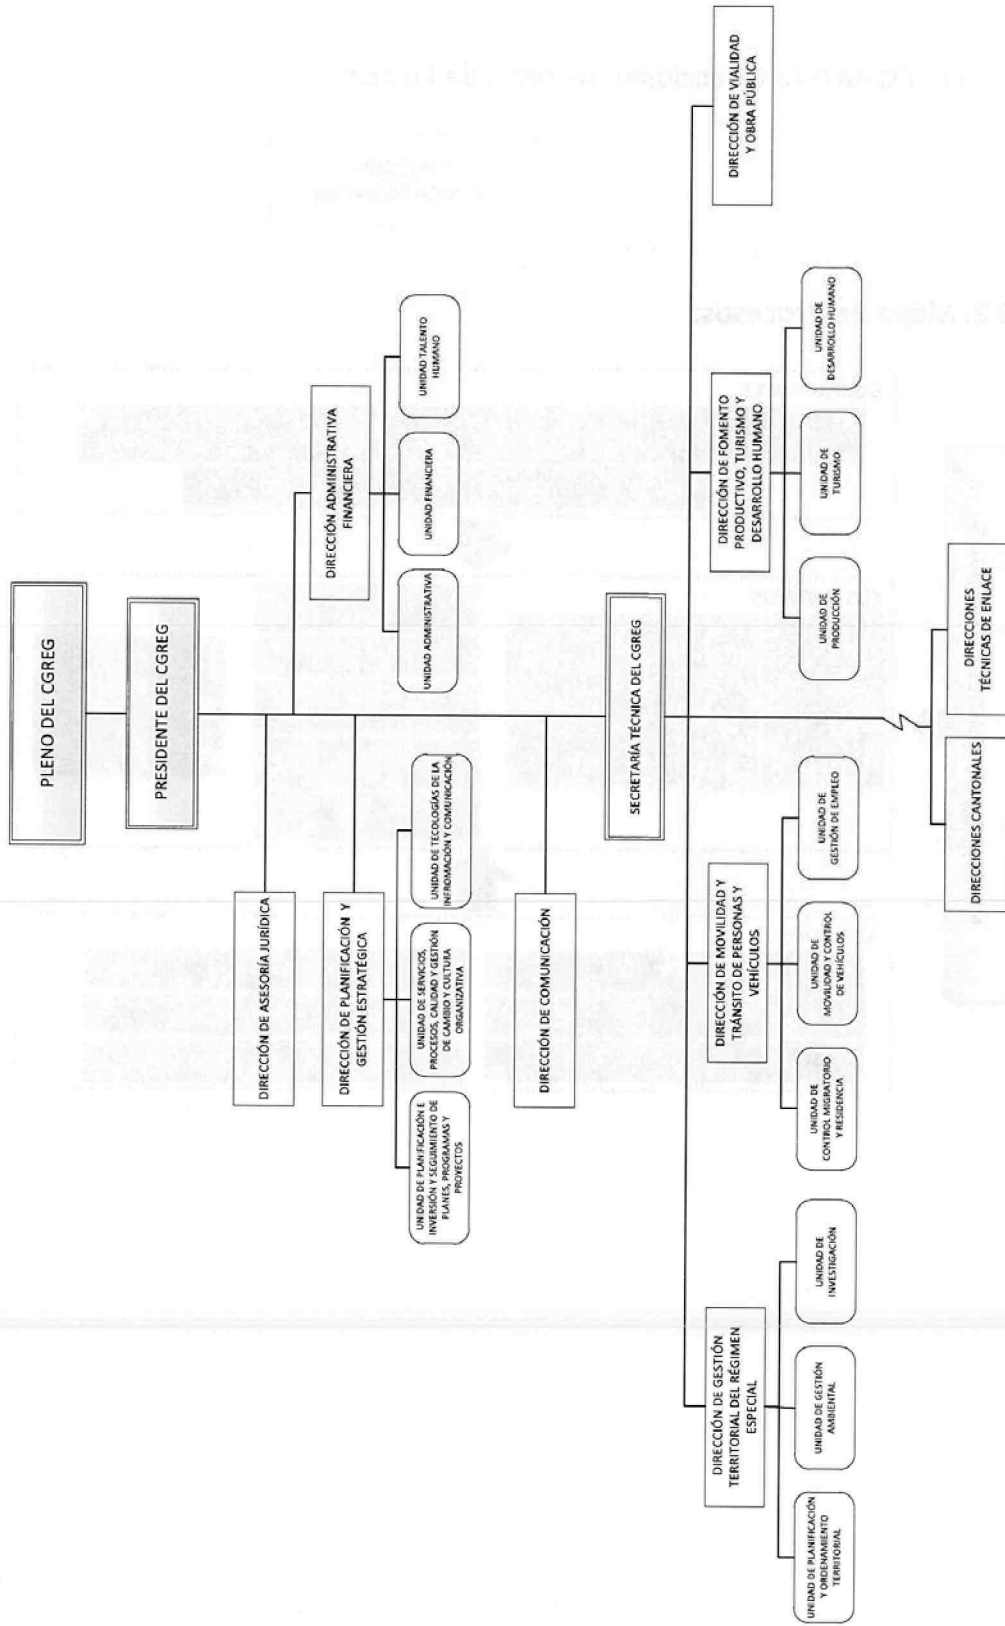 PLENO DEL CGREG
PRESIDENTE DEL CGREG
DIRECCIÓN DE ASESORÍA JURÍDICA
DIRECCIÓN ADMINISTRATIVA
FINANCIERA
DIRECCIÓN DE PLANIFICACIÓN Y
GESTIÓN ESTRATÉGICA
UNIDAD DE PLANIFICACIÓN E
INVERSIÓN Y SEGUIMIENTO DE
PLANES, PROGRAMAS Y
PROYECTOS
UNIDAD DE SERVICIOS,
PROCESOS, CALIDAD Y GESTIÓN
DE CAMBIO Y CULTURA
ORGANIZATIVA
UNIDAD DE TECOLOGÍAS DE LA
INFROMACIÓN Y COMUNICACIÓN
UNIDAD ADMINISTRATIVA
UNIDAD FINANCIERA
UNIDAD TALENTO
HUMANO
DIRECCIÓN DE COMUNICACIÓN
SECRETARÍA TÉCNICA DEL CGREG
DIRECCIÓN DE GESTIÓN
TERRITORIAL DEL RÉGIMEN
ESPECIAL
DIRECCIÓN DE MOVILIDAD Y
TRÁNSITO DE PERSONAS Y
VEHÍCULOS
DIRECCIÓN DE FOMENTO
PRODUCTIVO, TURISMO Y
DESARROLLO HUMANO
DIRECCIÓN DE VIALIDAD
Y OBRA PÚBLICA
UNIDAD DE PLANIFICACIÓN
Y ORDENAMIENTO
TERRITORIAL
UNIDAD DE GESTIÓN
AMBIENTAL
UNIDAD DE
INVESTIGACIÓN
UNIDAD DE
CONTROL MIGRATORIO
Y RESIDENCIA
UNIDAD DE
MOVILIDAD Y CONTROL
DE VEHÍCULOS
UNIDAD DE
GESTIÓN DE EMPLEO
UNIDAD DE
PRODUCCIÓN
UNIDAD DE
TURISMO
UNIDAD DE
DESARROLLO HUMANO
DIRECCIONES CANTONALES
DIRECCIONES
TÉCNICAS DE ENLACE